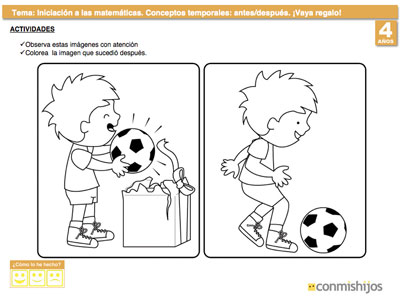 Tema: Iniciación a las matemáticas. Conceptos temporales: antes/después. ¡Vaya regalo!
4
AÑOS
ACTIVIDADES
✓Observa estas imágenes con atención
✓Colorea la imagen que sucedió después.
¿Cómo lo he hecho?
conmishijos